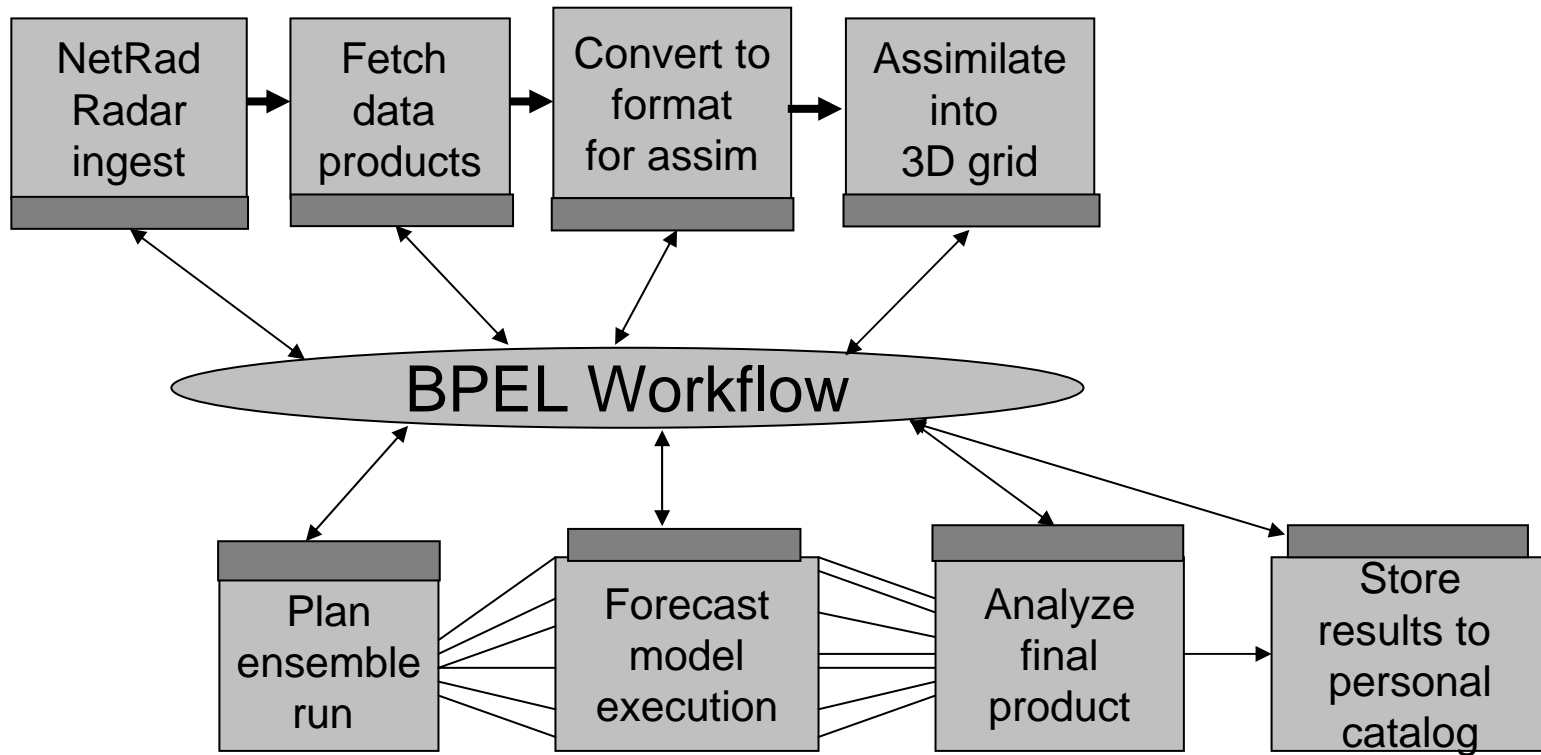 NetRad
Radar
ingest
Fetch
data
products
Convert to
format
for assim
Assimilate
into
3D grid
BPEL Workflow
Plan
ensemble
run
Forecast
model
execution
Analyze
final
product
Store
results to
personal
catalog